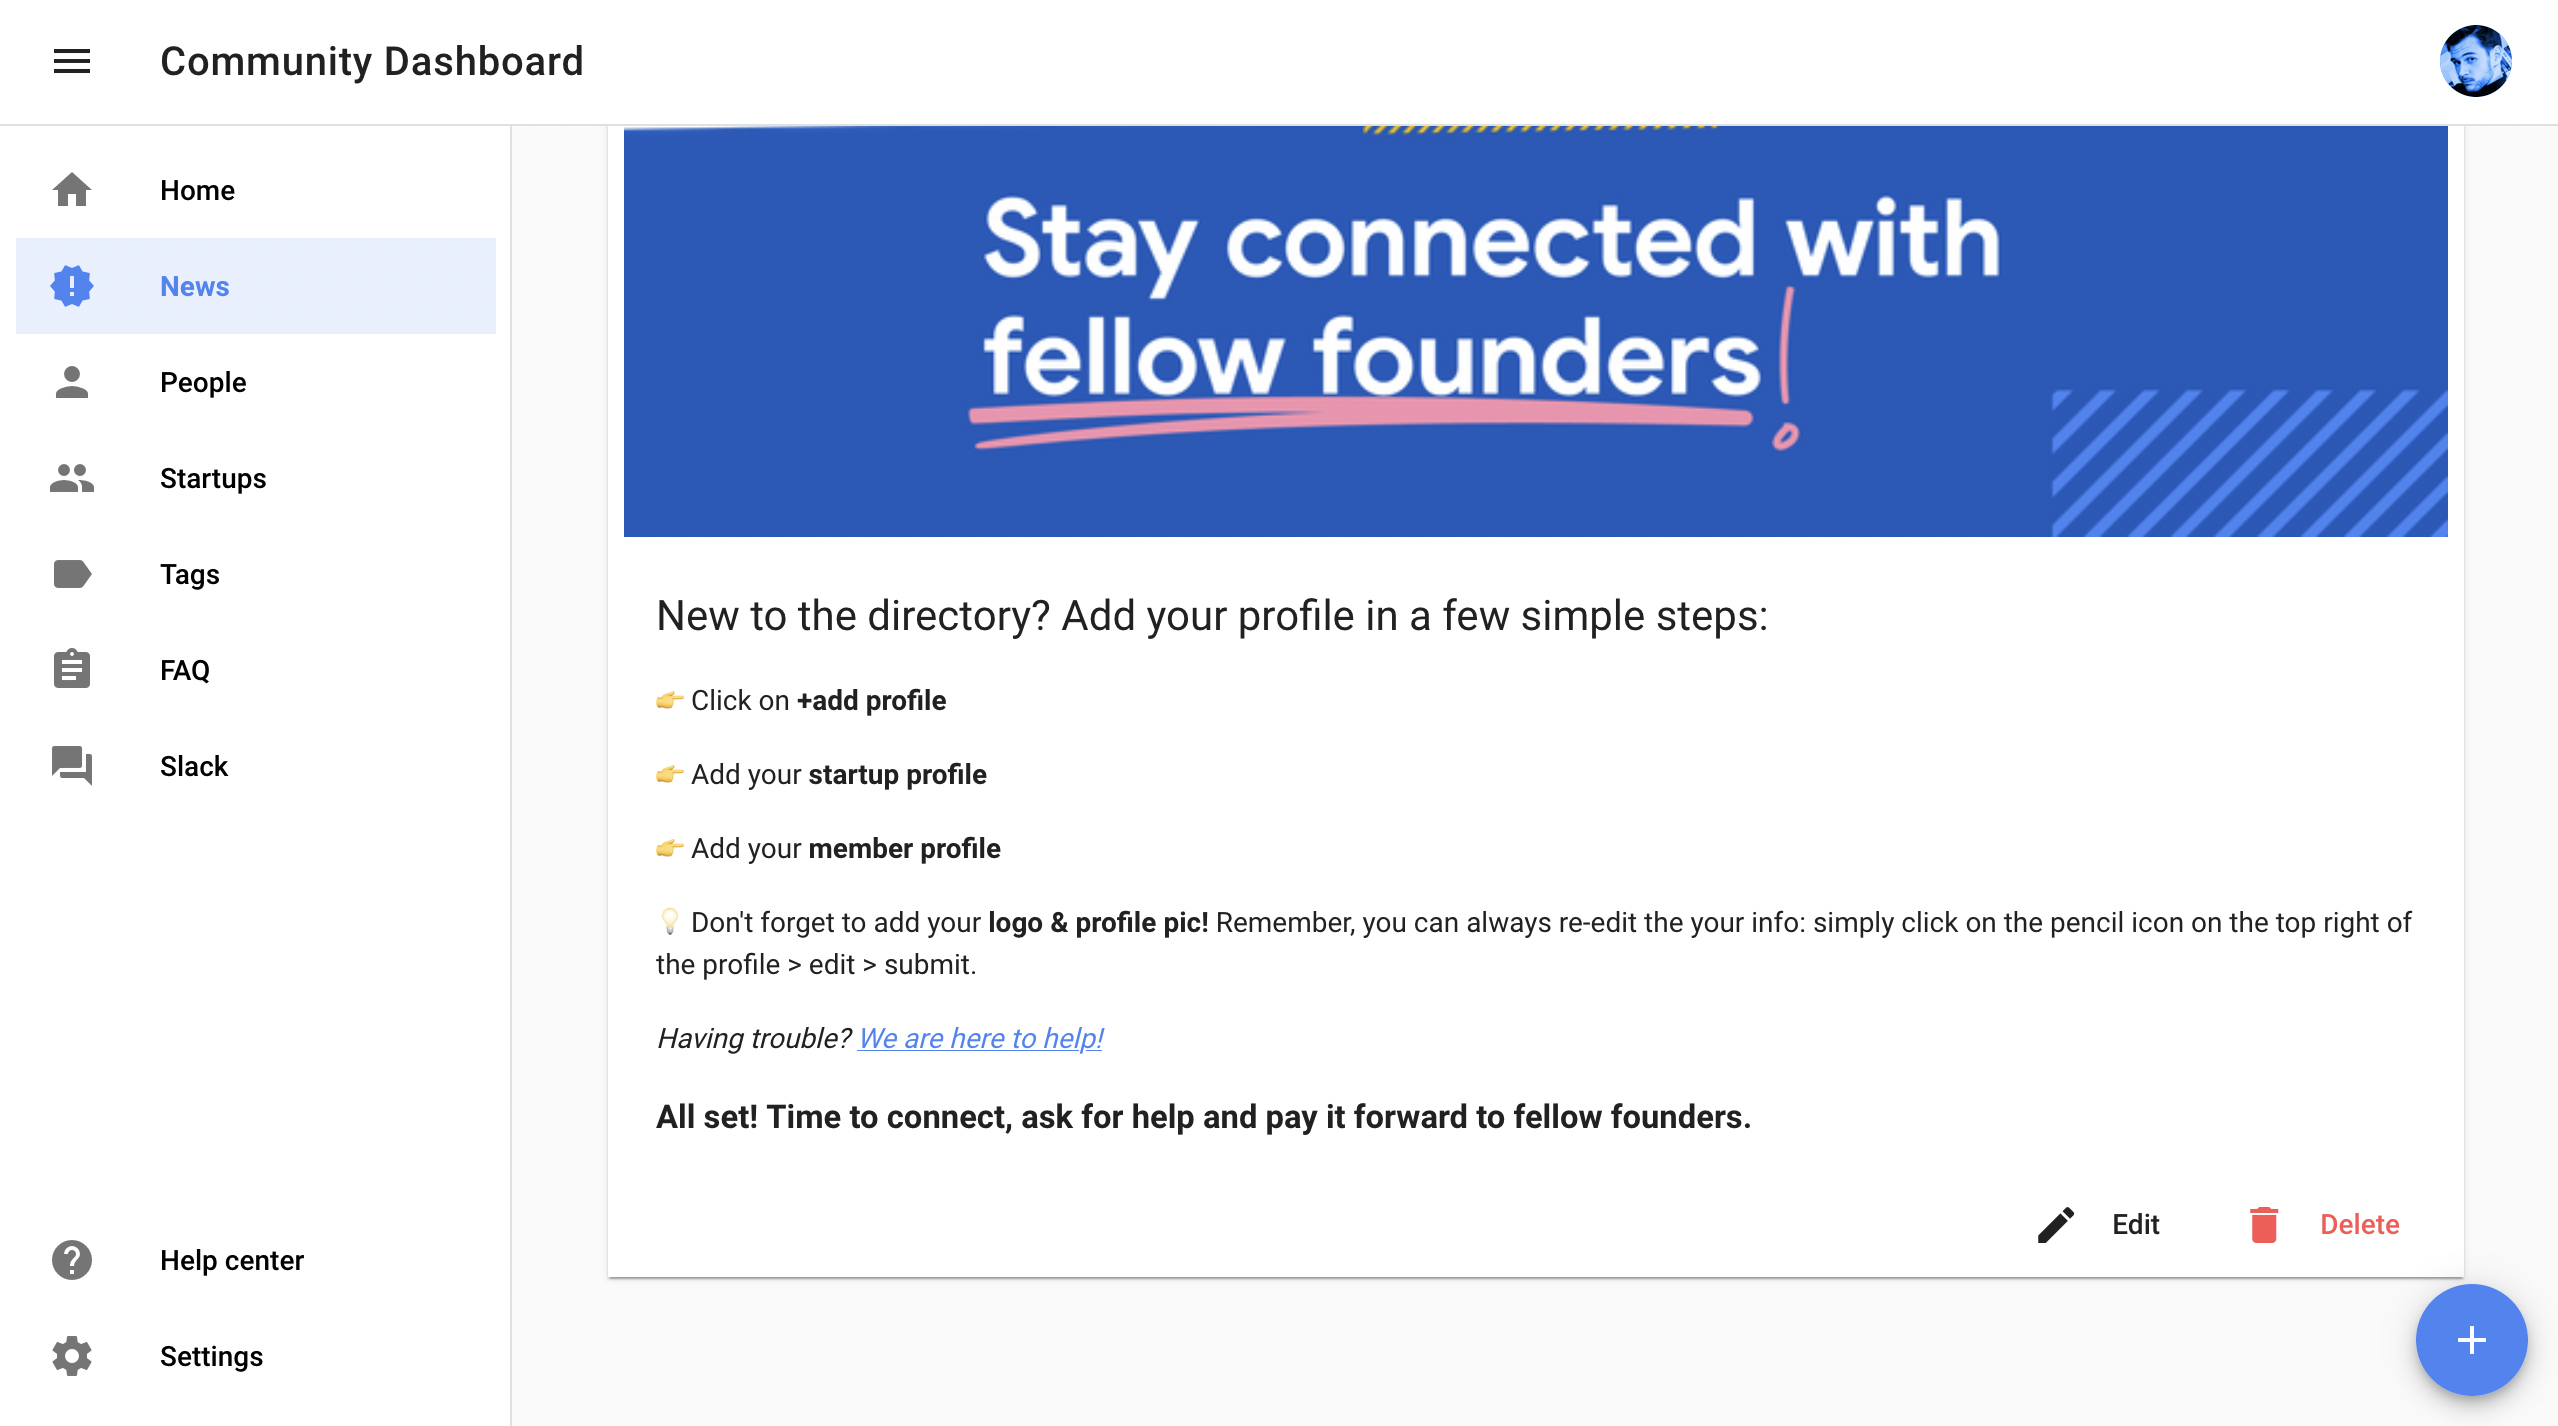 Community Dashboard
Home
News
People
Startups
Tags
FAQ
Slack
Help center
Settings
Stay connected with
fellow founders!
New to the directory? Add your profile in a few simple steps:
👉 Click on +add profile
👉 Add your startup profile
👉 Add your member profile
💡 Don't forget to add your logo & profile pic! Remember, you can always re-edit the your info: simply click on the pencil icon on the top right of
the profile > edit > submit.
Having trouble? We are here to help!
All set! Time to connect, ask for help and pay it forward to fellow founders.
Edit
Delete